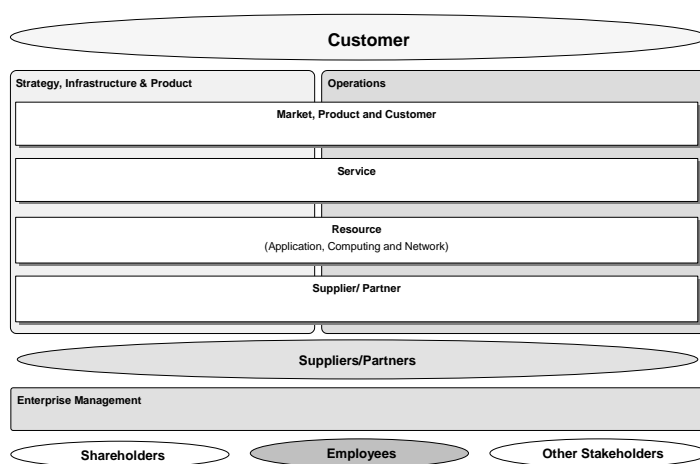 Customer
Strategy, Infrastructure & Product
Operations
Market, Product and Customer
Service
Resource
(Application, Computing and Network)
Supplier/ Partner
Suppliers/Partners
Enterprise Management
Shareholders
Employees
Other Stakeholders